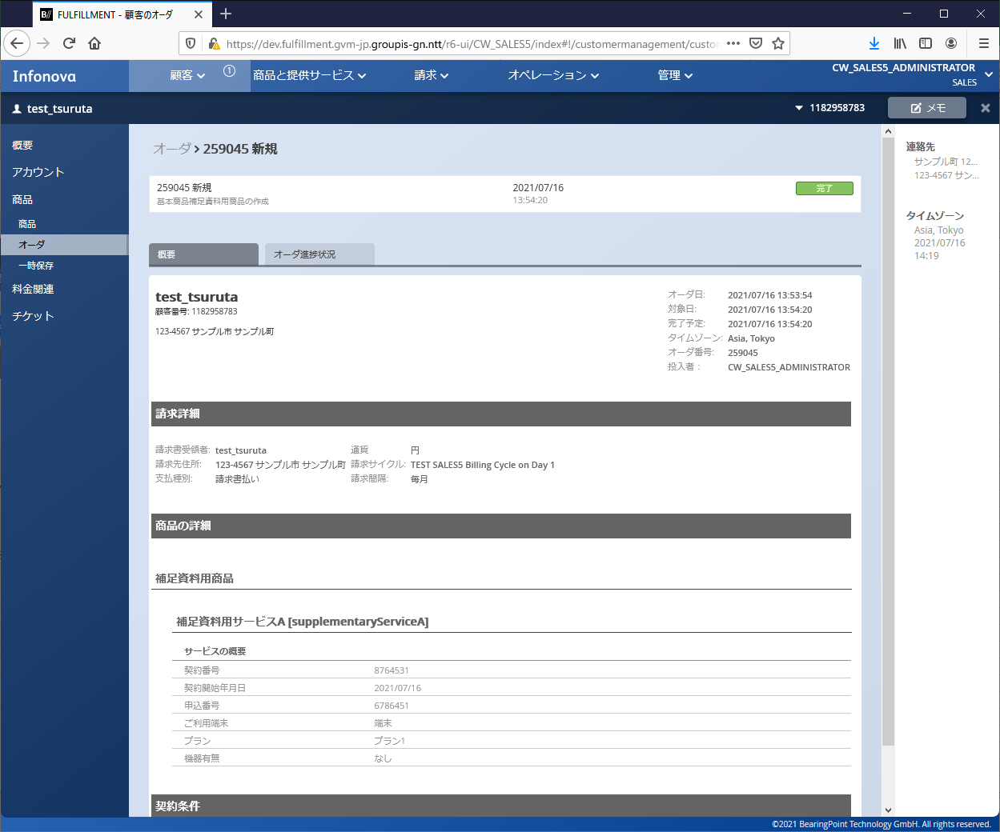 FULFILLMENT - 顧客のオーダ
https://dev.fulfillment.gvm-jp.groupis-gn.ntt/r6-ui/CW_SALES5/index#!/customermanagement/custo
Infonova
顧客
1
商品と提供サービス
請求
オペレーション
管理
CW_SALES5_ADMINISTRATOR
SALES
test_tsuruta
1182958783
メモ
概要
アカウント
商品
商品
オーダ
一時保存
料金関連
チケット
オーダ > 259045 新規
259045 新規
基本商品補足資料用商品の作成
2021/07/16
13:54:20
完了
概要
オーダ進捗状況
test_tsuruta
顧客番号: 1182958783
123-4567 サンプル市 サンプル町
オーダ日: 2021/07/16 13:53:54
対象日: 2021/07/16 13:54:20
完了予定: 2021/07/16 13:54:20
タイムゾーン: Asia, Tokyo
オーダ番号: 259045
投入者 : CW_SALES5_ADMINISTRATOR
請求詳細
請求書受領者: test_tsuruta 通貨 円
請求先住所: 123-4567 サンプル市 サンプル町 請求サイクル: TEST SALES5 Billing Cycle on Day 1
支払種別: 請求書払い 請求間隔: 毎月
商品の詳細
補足資料用商品
補足資料用サービスA [supplementaryServiceA]
サービスの概要
契約番号 8764531
契約開始年月日 2021/07/16
申込番号 6786451
ご利用端末 端末
プラン プラン1
機器有無 なし
契約条件
連絡先
サンプル町 12...
123-4567 サン...
タイムゾーン
Asia, Tokyo
2021/07/16
14:19
©2021 BearingPoint Technology GmbH. All rights reserved.